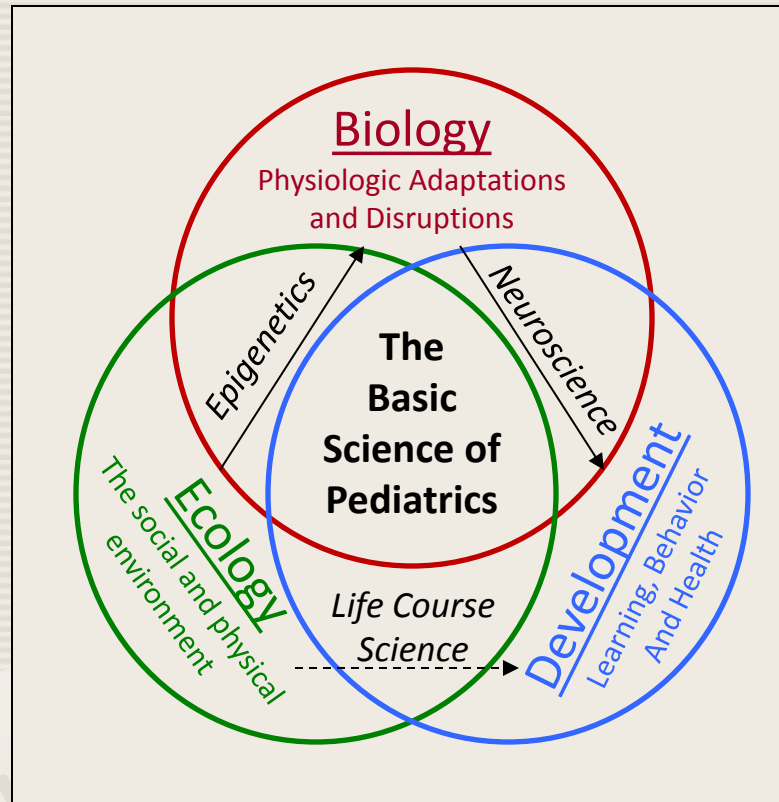 Biology
Physiologic Adaptations
and Disruptions
Epigenetics
Neuroscience
The
Basic
Science of
Pediatrics
Ecology
The social and physical
environment
Development
Learning, Behavior
And Health
Life Course
Science